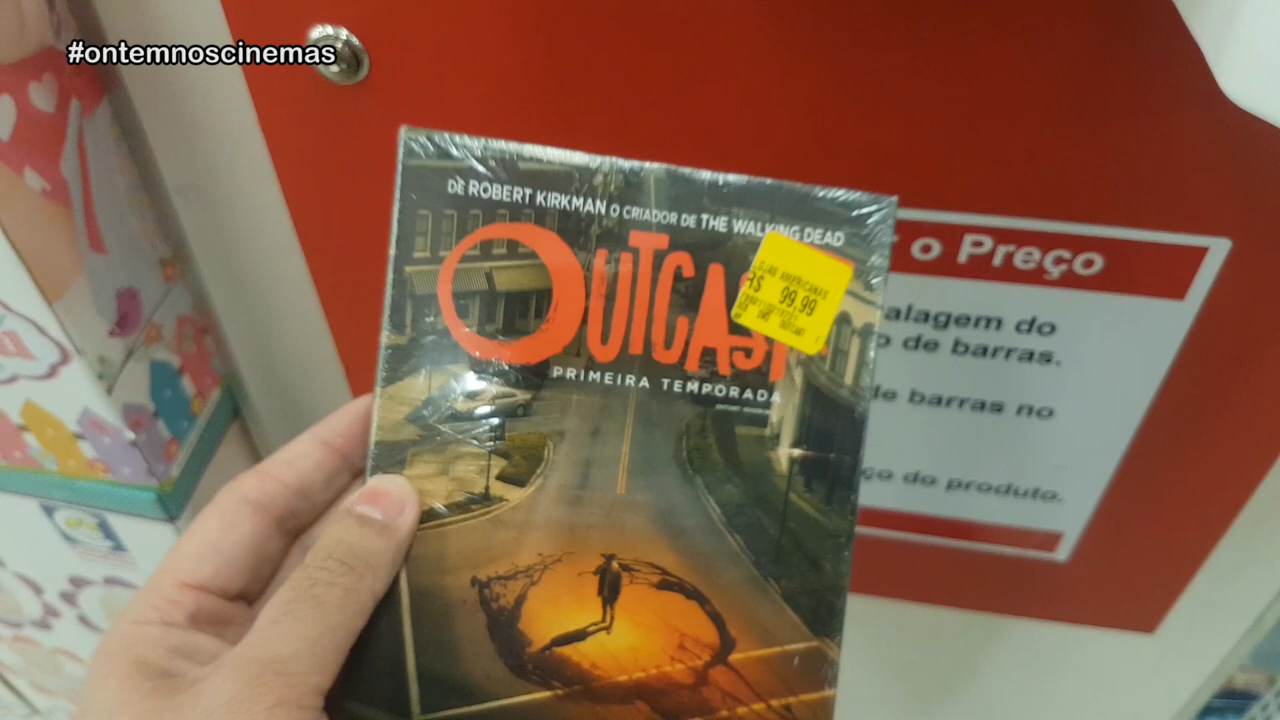 #ontemnoscinemas
DE ROBERT KIRKMAN O CRIADOR DE THE WALKING DEAD
OUTCAST
PRIMEIRA TEMPORADA
LOJAS AMERICANAS
R$ 99.99
o Preço
alagem do
o de barras.
de barras no
ço do produto.